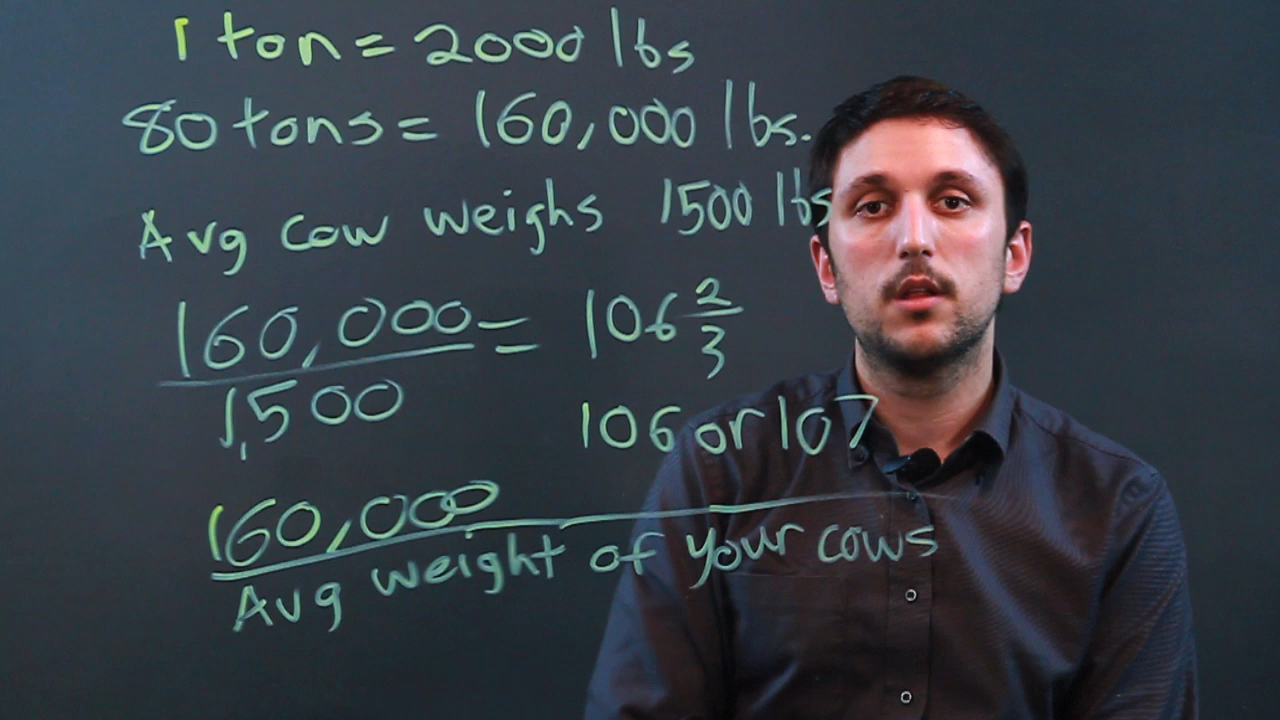 1 ton = 2000 lbs
80 tons = 160,000 lbs.
Avg cow weighs 1500 lbs
160,000 = 106 2/3
1,500
106 or 107
160,000
Avg weight of your cows